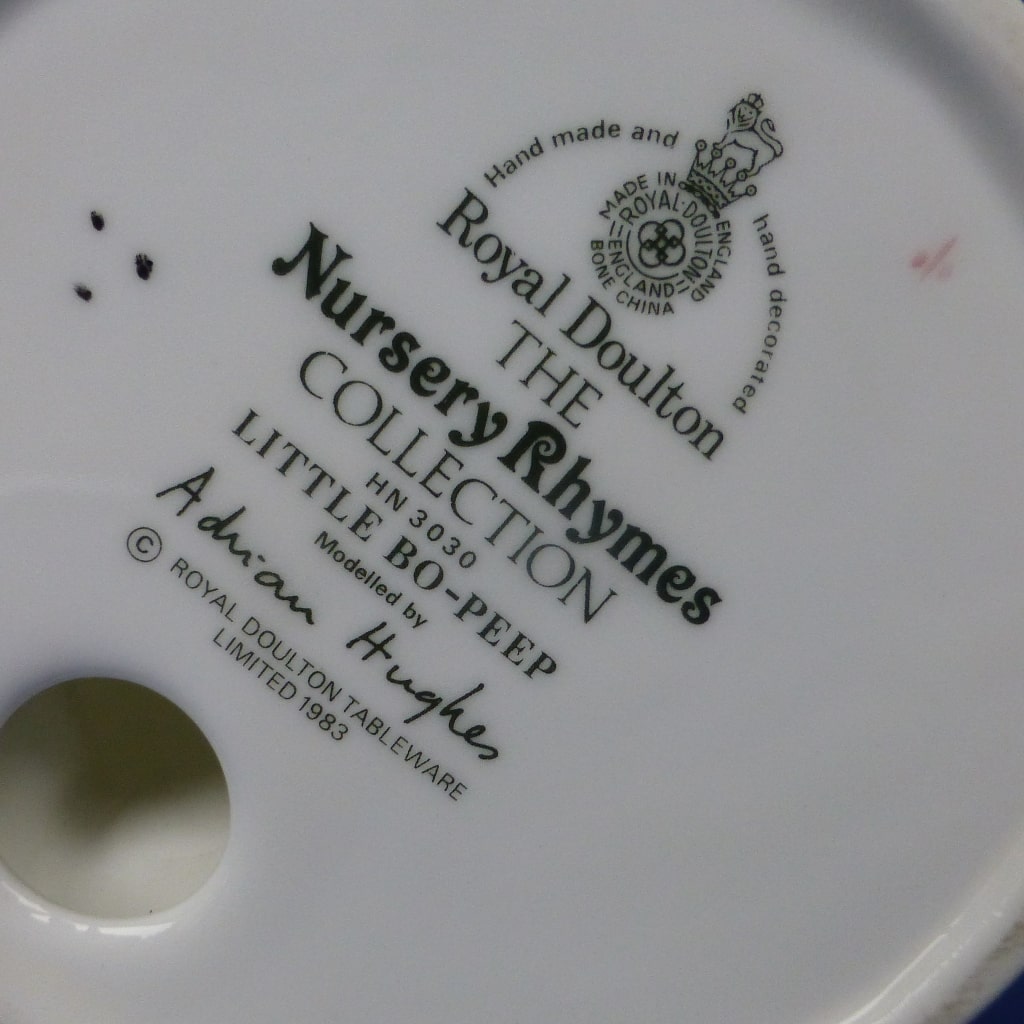 Hand made and hand decorated
MADE IN ENGLAND
ROYAL·DOULTON
ENGLAND
BONE CHINA
Royal Doulton
THE
Nursery Rhymes
COLLECTION
HN 3030
LITTLE BO-PEEP
Modelled by
Adrian Hughes
© ROYAL DOULTON TABLEWARE
LIMITED 1983